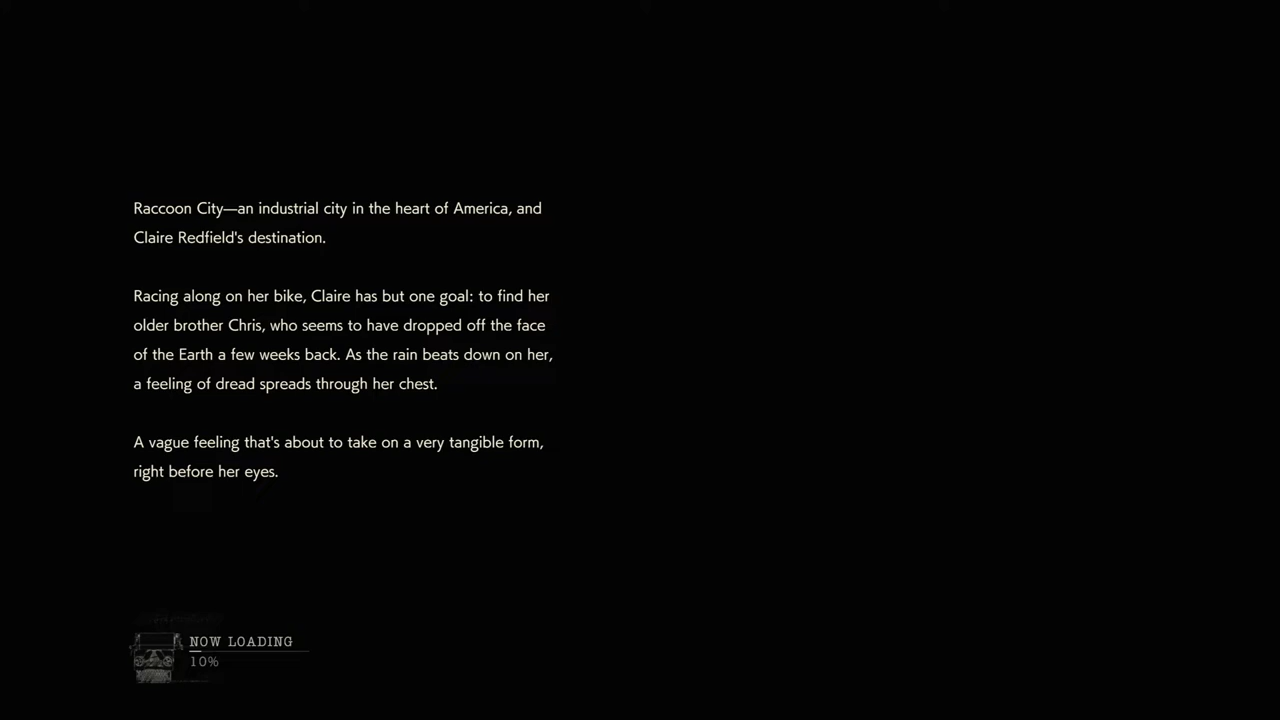 Raccoon City—an industrial city in the heart of America, and
Claire Redfield's destination.
Racing along on her bike, Claire has but one goal: to find her
older brother Chris, who seems to have dropped off the face
of the Earth a few weeks back. As the rain beats down on her,
a feeling of dread spreads through her chest.
A vague feeling that's about to take on a very tangible form,
right before her eyes.
NOW LOADING
10%